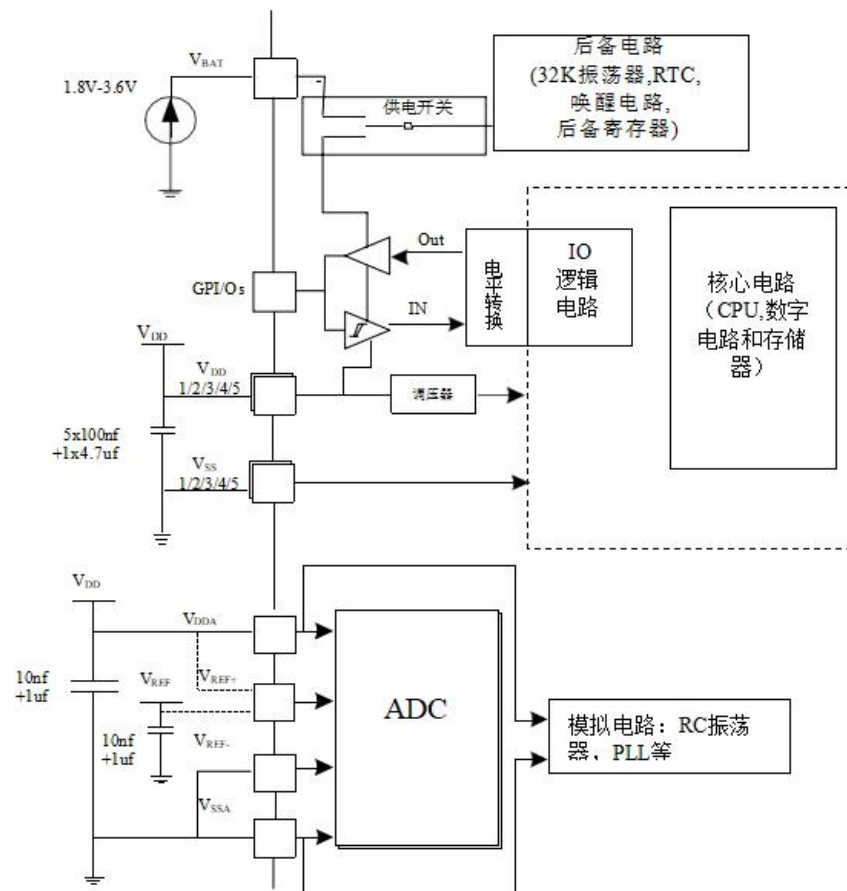 V_BAT
1.8V-3.6V
后备电路
(32K振荡器,RTC,
唤醒电路,
后备寄存器)
供电开关
Out
GPI/Os
IN
电平转换
IO
逻辑
电路
核心电路
（CPU,数字
电路和存储
器）
V_DD
V_DD
1/2/3/4/5
调压器
5x100nf
+1x4.7uf
V_SS
1/2/3/4/5
V_DD
V_DDA
10nf
+1uf
V_REF+
V_REF
10nf
+1uf
V_REF-
V_SSA
ADC
模拟电路：RC振荡
器、PLL等